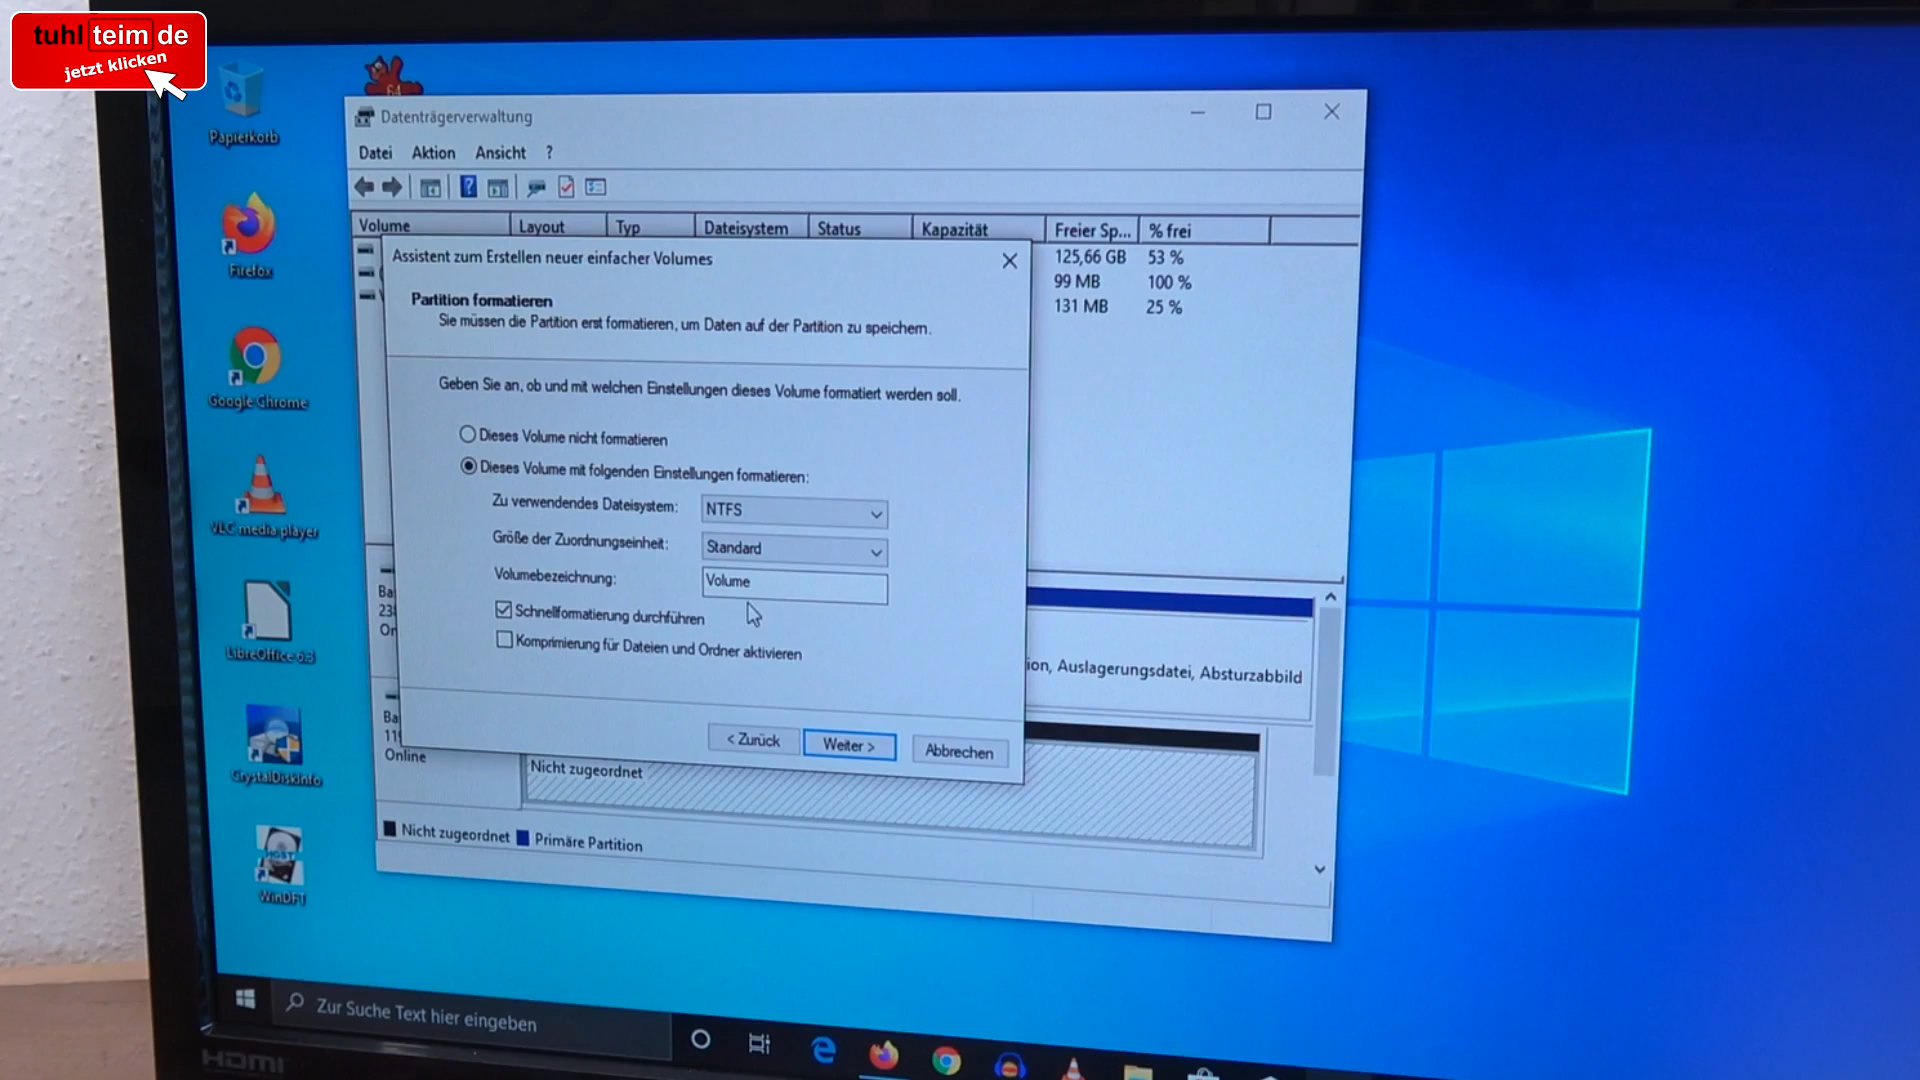 tuhl teim de
jetzt klicken
64
Papierkorb
Firefox
Google Chrome
VLC media player
LibreOffice 6.3
CrystalDiskInfo
HGST
WinDFT
Datenträgerverwaltung
Datei Aktion Ansicht ?
Volume Layout Typ Dateisystem Status Kapazität Freier Sp... % frei
125,66 GB 53 %
99 MB 100 %
131 MB 25 %
Assistent zum Erstellen neuer einfacher Volumes
Partition formatieren
Sie müssen die Partition erst formatieren, um Daten auf der Partition zu speichern.
Geben Sie an, ob und mit welchen Einstellungen dieses Volume formatiert werden soll.
Dieses Volume nicht formatieren
Dieses Volume mit folgenden Einstellungen formatieren:
Zu verwendendes Dateisystem: NTFS
Größe der Zuordnungseinheit: Standard
Volumebezeichnung: Volume
Schnellformatierung durchführen
Komprimierung für Dateien und Ordner aktivieren
< Zurück Weiter > Abbrechen
Ba
On
ion, Auslagerungsdatei, Absturzabbild
Ba
Online
Nicht zugeordnet
Nicht zugeordnet Primäre Partition
Zur Suche Text hier eingeben
HDMI